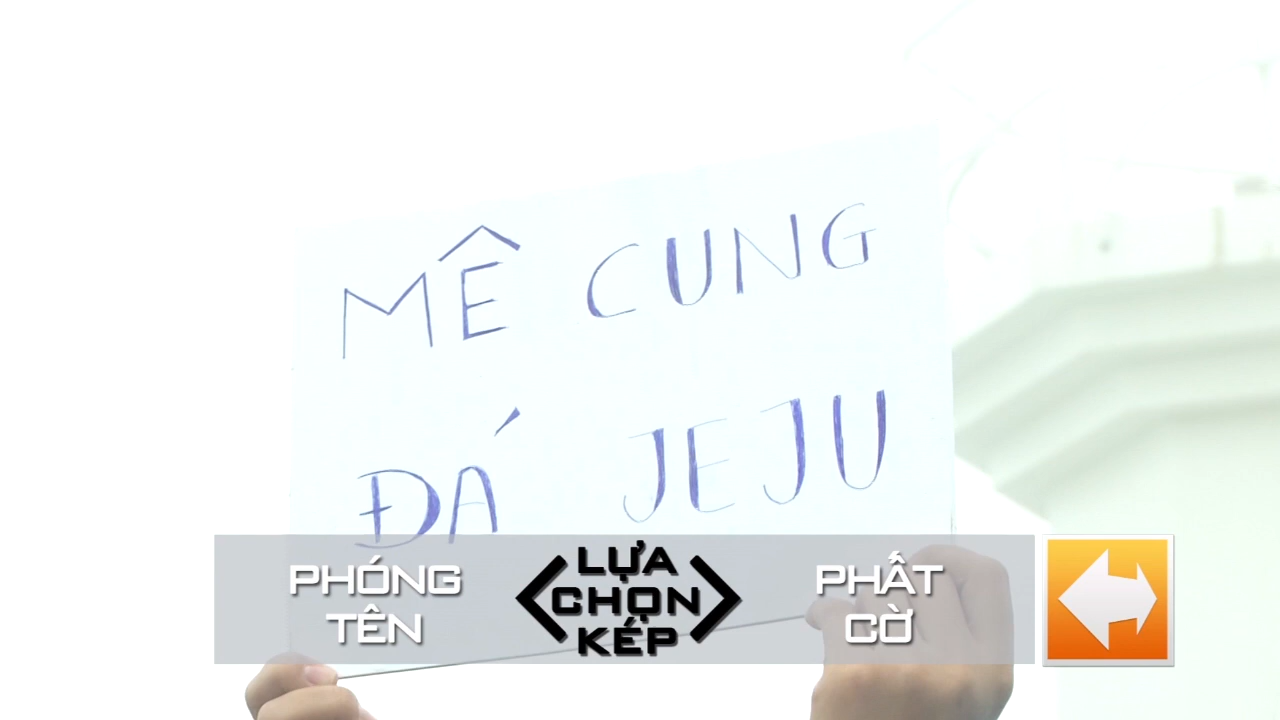 MÊ CUNG
ĐÁ JEJU
PHÓNG
TÊN
LỰA
CHỌN
KÉP
PHẤT
CỜ